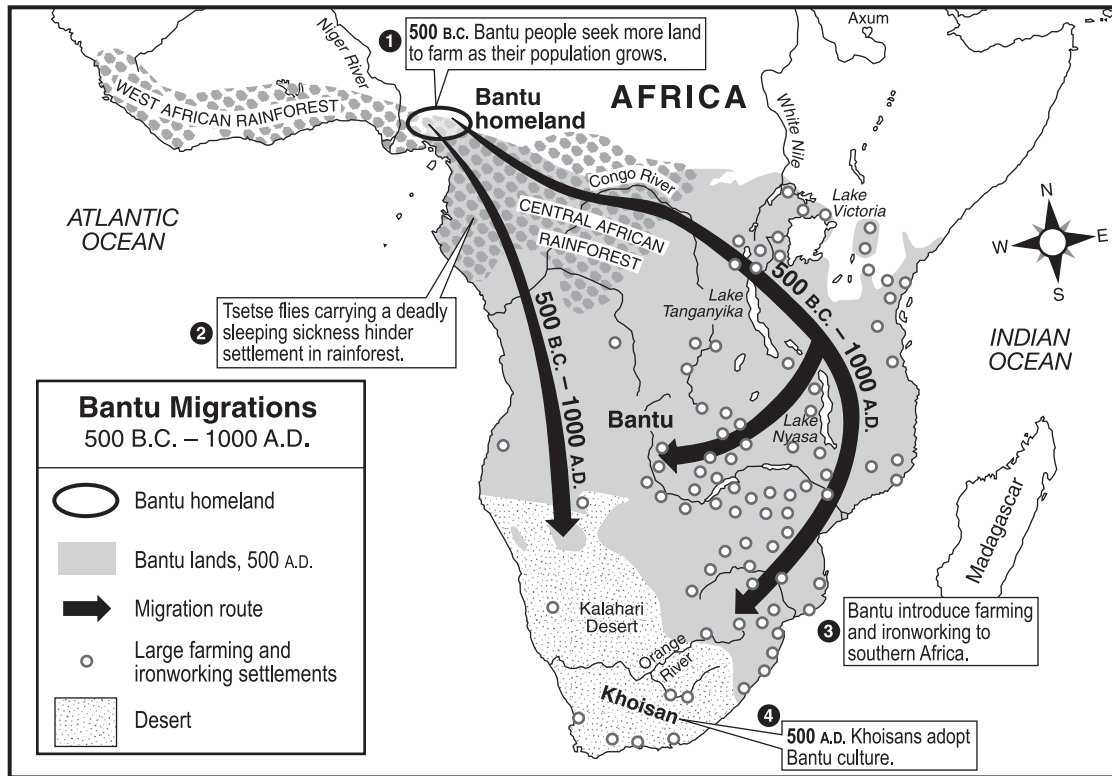 1
500 B.C. Bantu people seek more land
to farm as their population grows.
Axum
Niger River
WEST AFRICAN RAINFOREST
Bantu
homeland
AFRICA
White Nile
Congo River
Lake
Victoria
ATLANTIC
OCEAN
CENTRAL AFRICAN
RAINFOREST
N
W
E
S
2
Tsetse flies carrying a deadly
sleeping sickness hinder
settlement in rainforest.
500 B.C. – 1000 A.D.
Lake
Tanganyika
500 B.C. – 1000 A.D.
INDIAN
OCEAN
Bantu
Lake
Nyasa
Madagascar
Kalahari
Desert
Orange
River
3
Bantu introduce farming
and ironworking to
southern Africa.
Khoisan
4
500 A.D. Khoisans adopt
Bantu culture.
Bantu Migrations
500 B.C. – 1000 A.D.
Bantu homeland
Bantu lands, 500 A.D.
Migration route
Large farming and
ironworking settlements
Desert